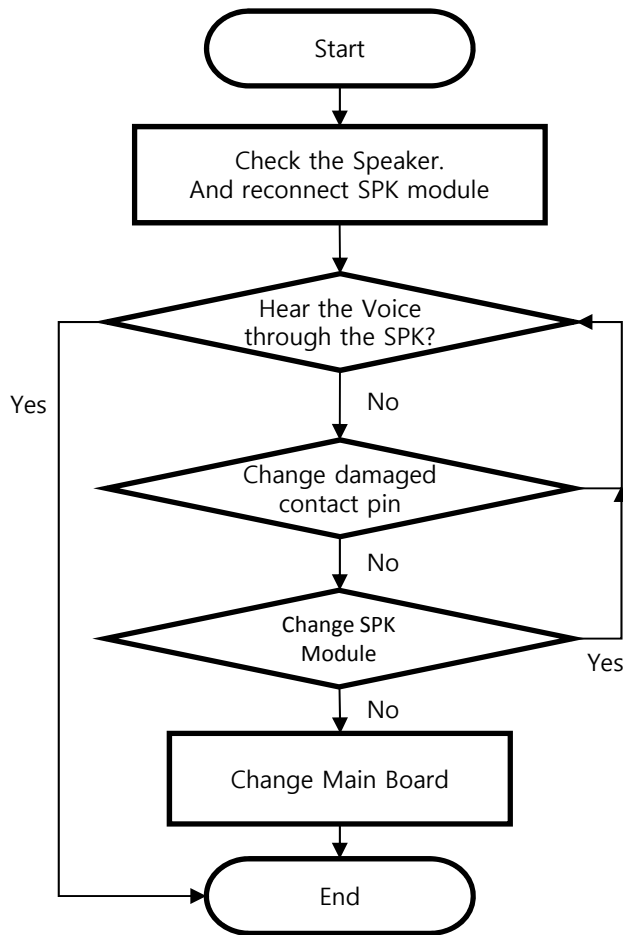 Start
Check the Speaker.
And reconnect SPK module
Hear the Voice
through the SPK?
Yes
No
Change damaged
contact pin
No
Change SPK
Module
Yes
No
Change Main Board
End